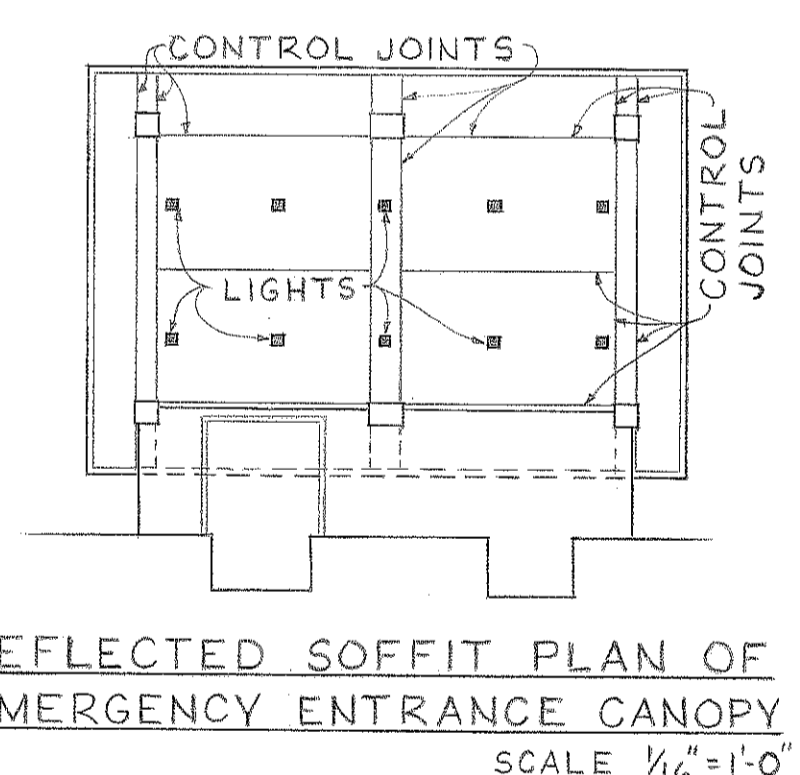 CONTROL JOINTS
CONTROL
JOINTS
LIGHTS
EFLECTED SOFFIT PLAN OF
MERGENCY ENTRANCE CANOPY
SCALE 1/16" = 1'-0"